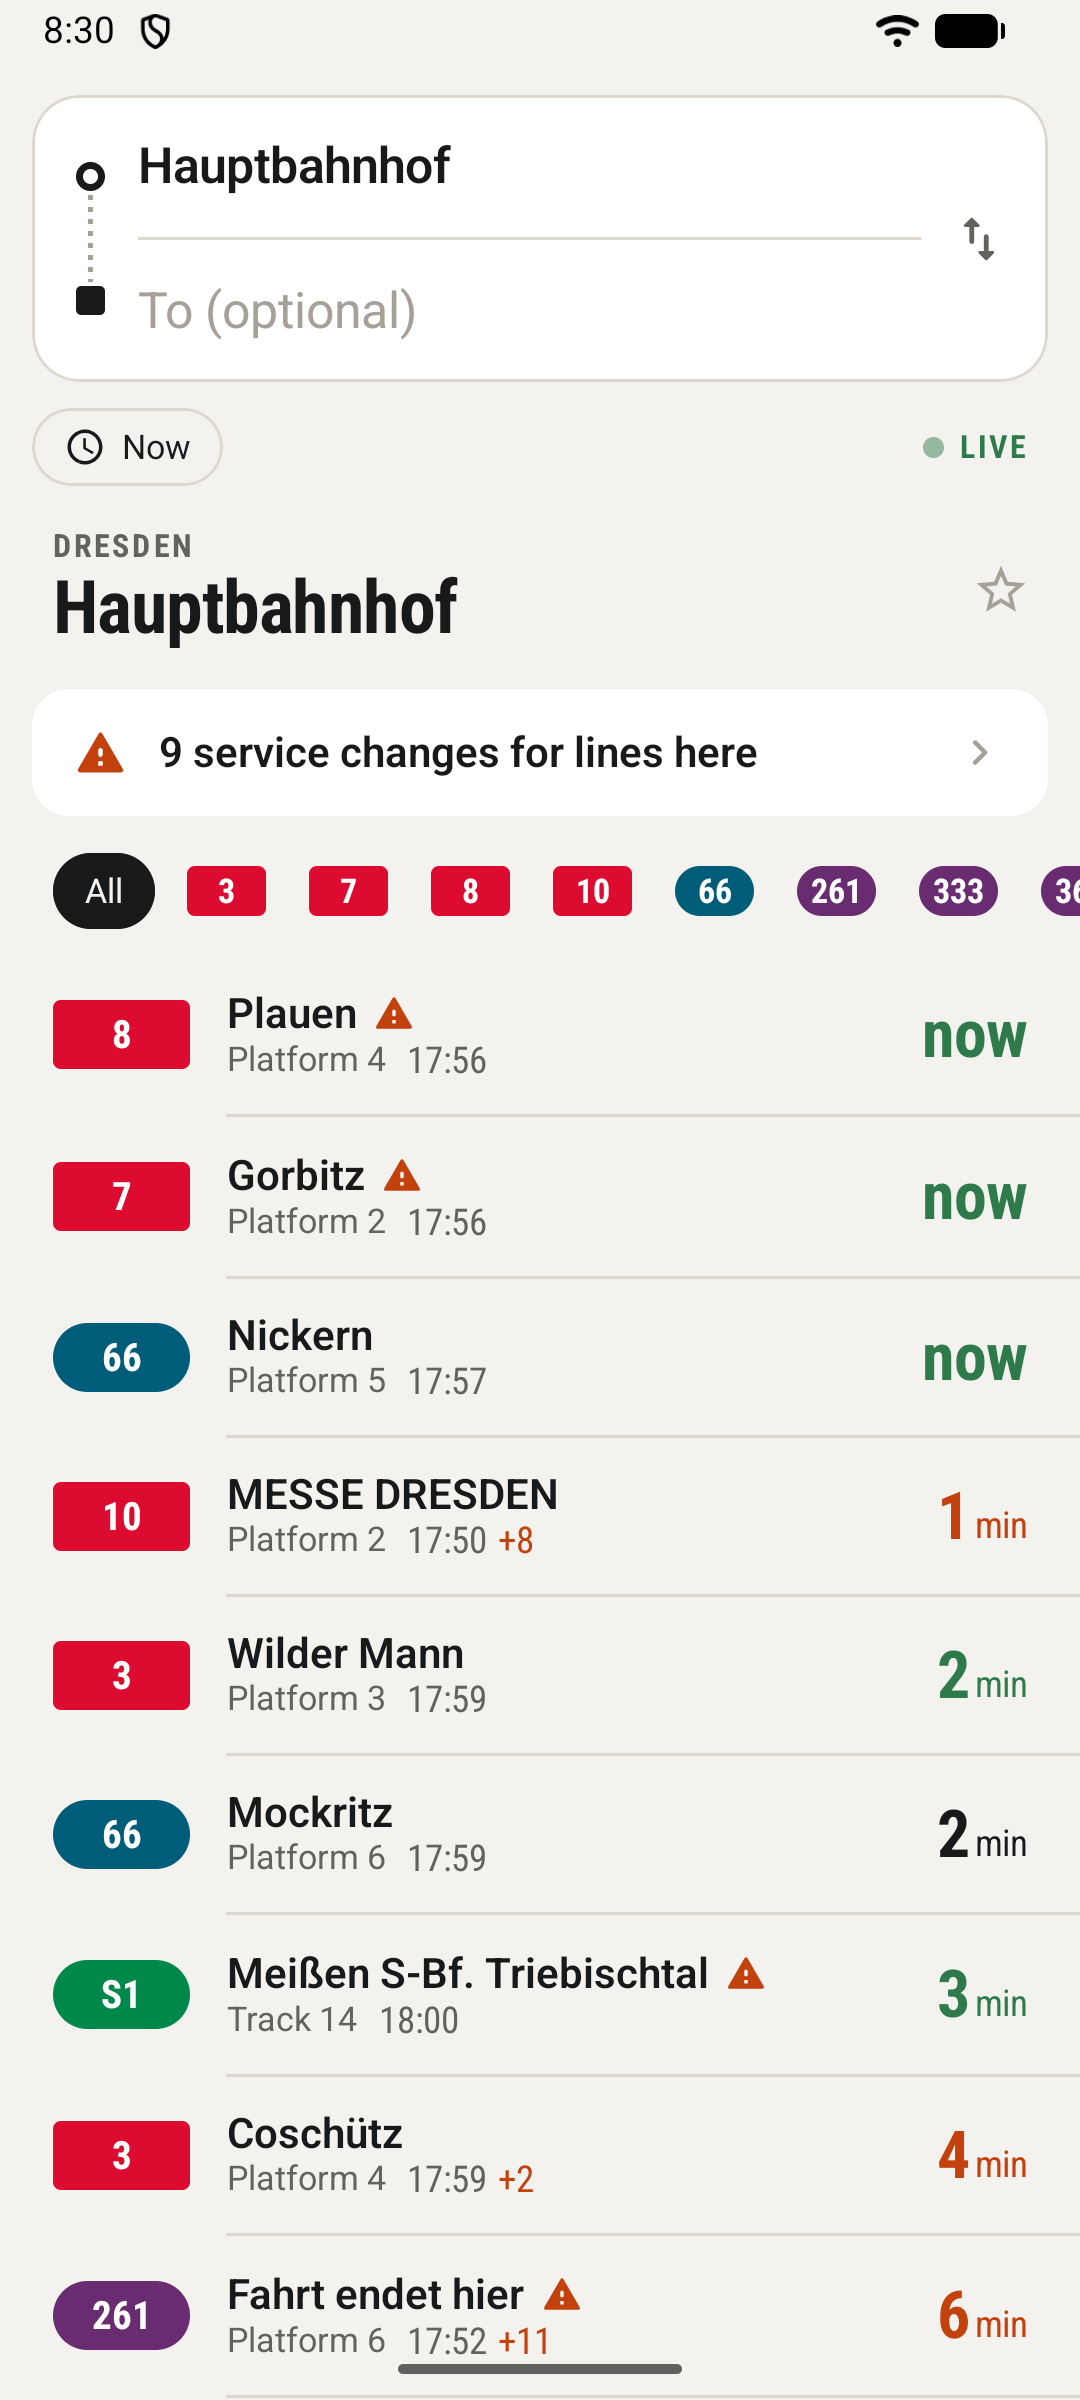 8:30
Hauptbahnhof
To (optional)
Now
LIVE
DRESDEN
Hauptbahnhof
9 service changes for lines here
All 3 7 8 10 66 261 333 36
8 Plauen now
Platform 4 17:56
7 Gorbitz now
Platform 2 17:56
66 Nickern now
Platform 5 17:57
10 MESSE DRESDEN 1 min
Platform 2 17:50 +8
3 Wilder Mann 2 min
Platform 3 17:59
66 Mockritz 2 min
Platform 6 17:59
S1 Meißen S-Bf. Triebischtal 3 min
Track 14 18:00
3 Coschütz 4 min
Platform 4 17:59 +2
261 Fahrt endet hier 6 min
Platform 6 17:52 +11